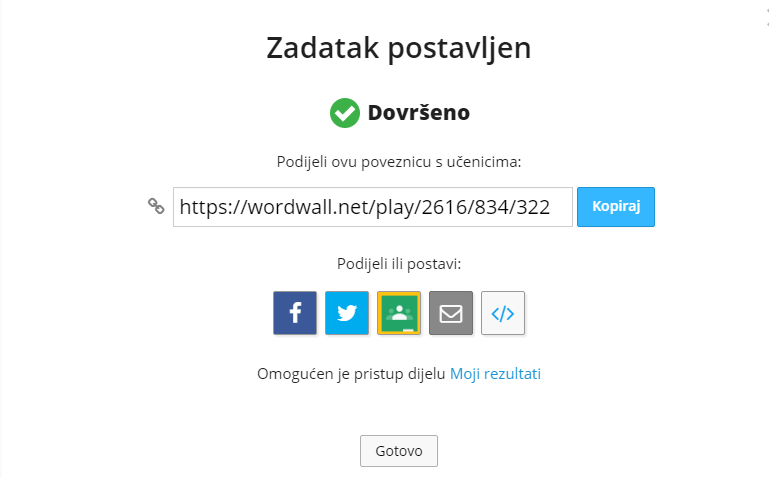 Zadatak postavljen
Dovršeno
Podijeli ovu poveznicu s učenicima:
https://wordwall.net/play/2616/834/322
Kopiraj
Podijeli ili postavi:
Omogućen je pristup dijelu Moji rezultati
Gotovo